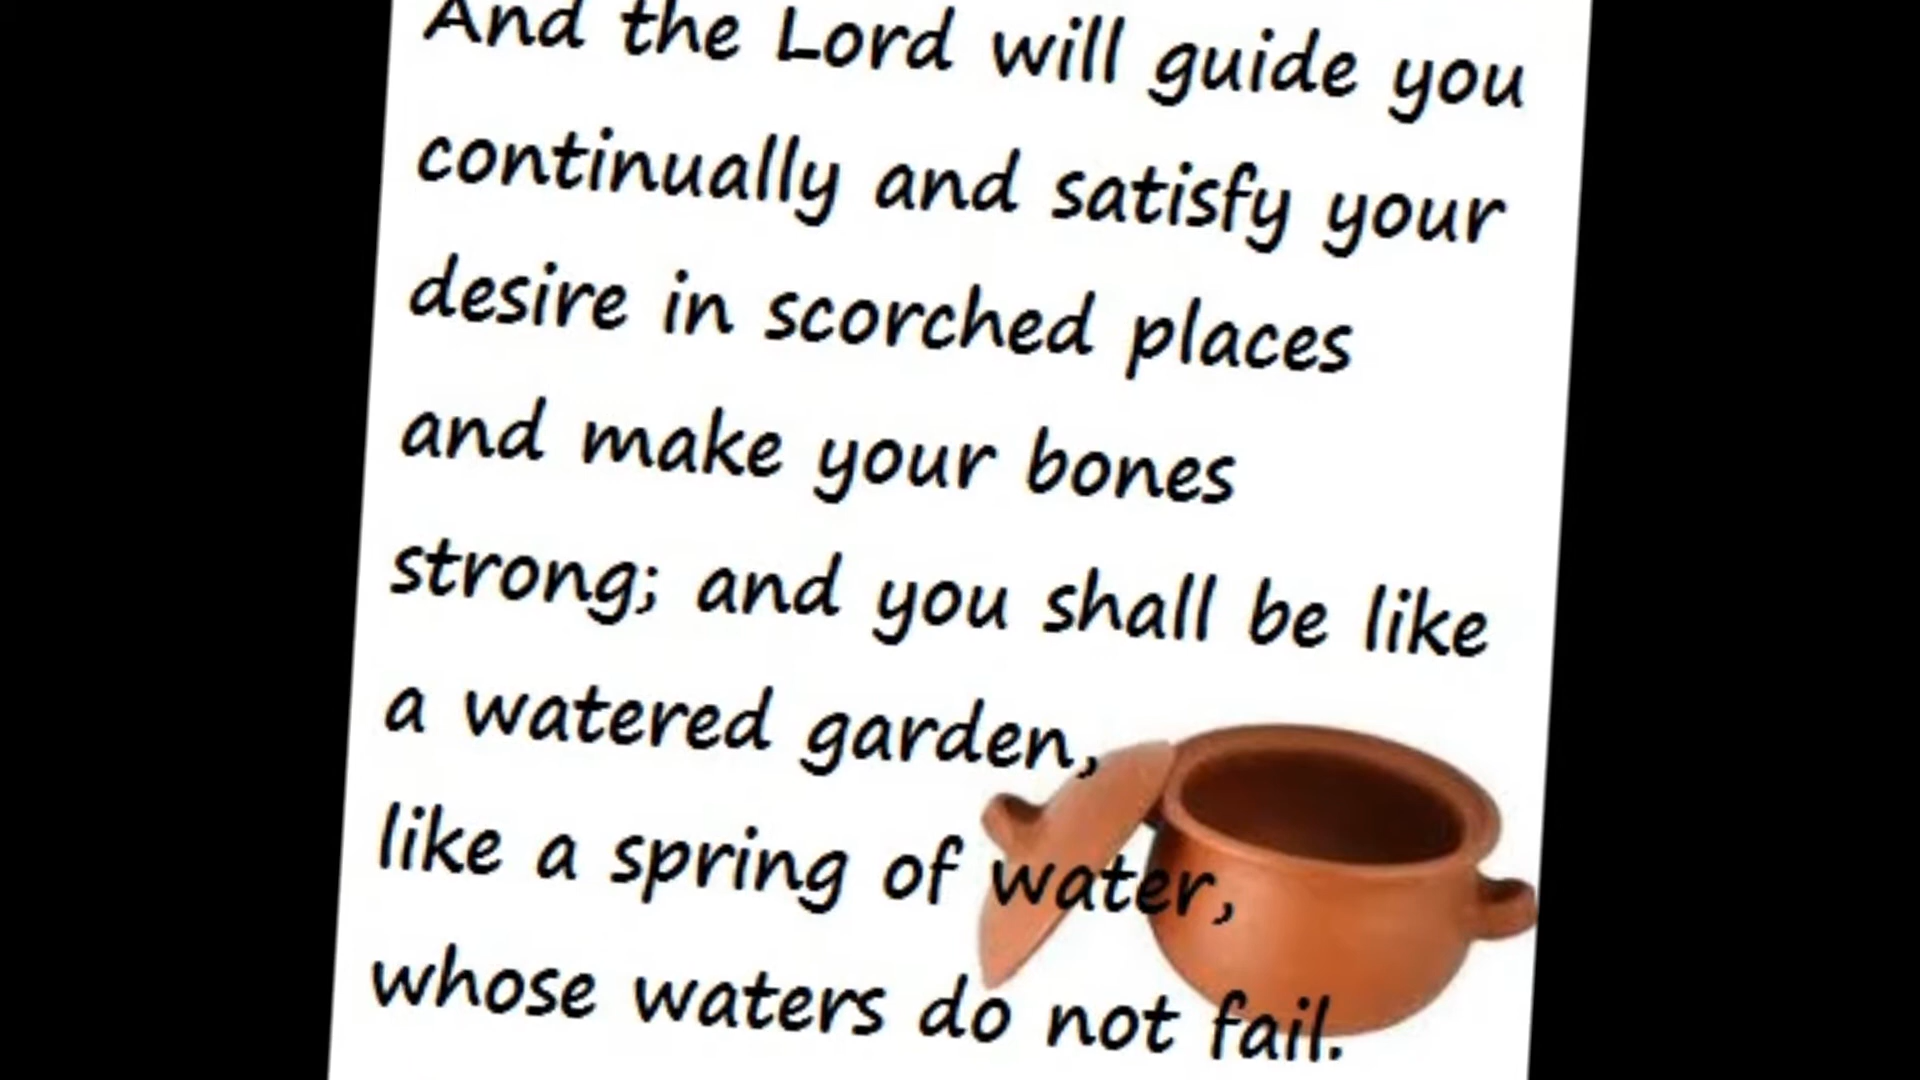 And the Lord will guide you
continually and satisfy your
desire in scorched places
and make your bones
strong; and you shall be like
a watered garden,
like a spring of water,
whose waters do not fail.